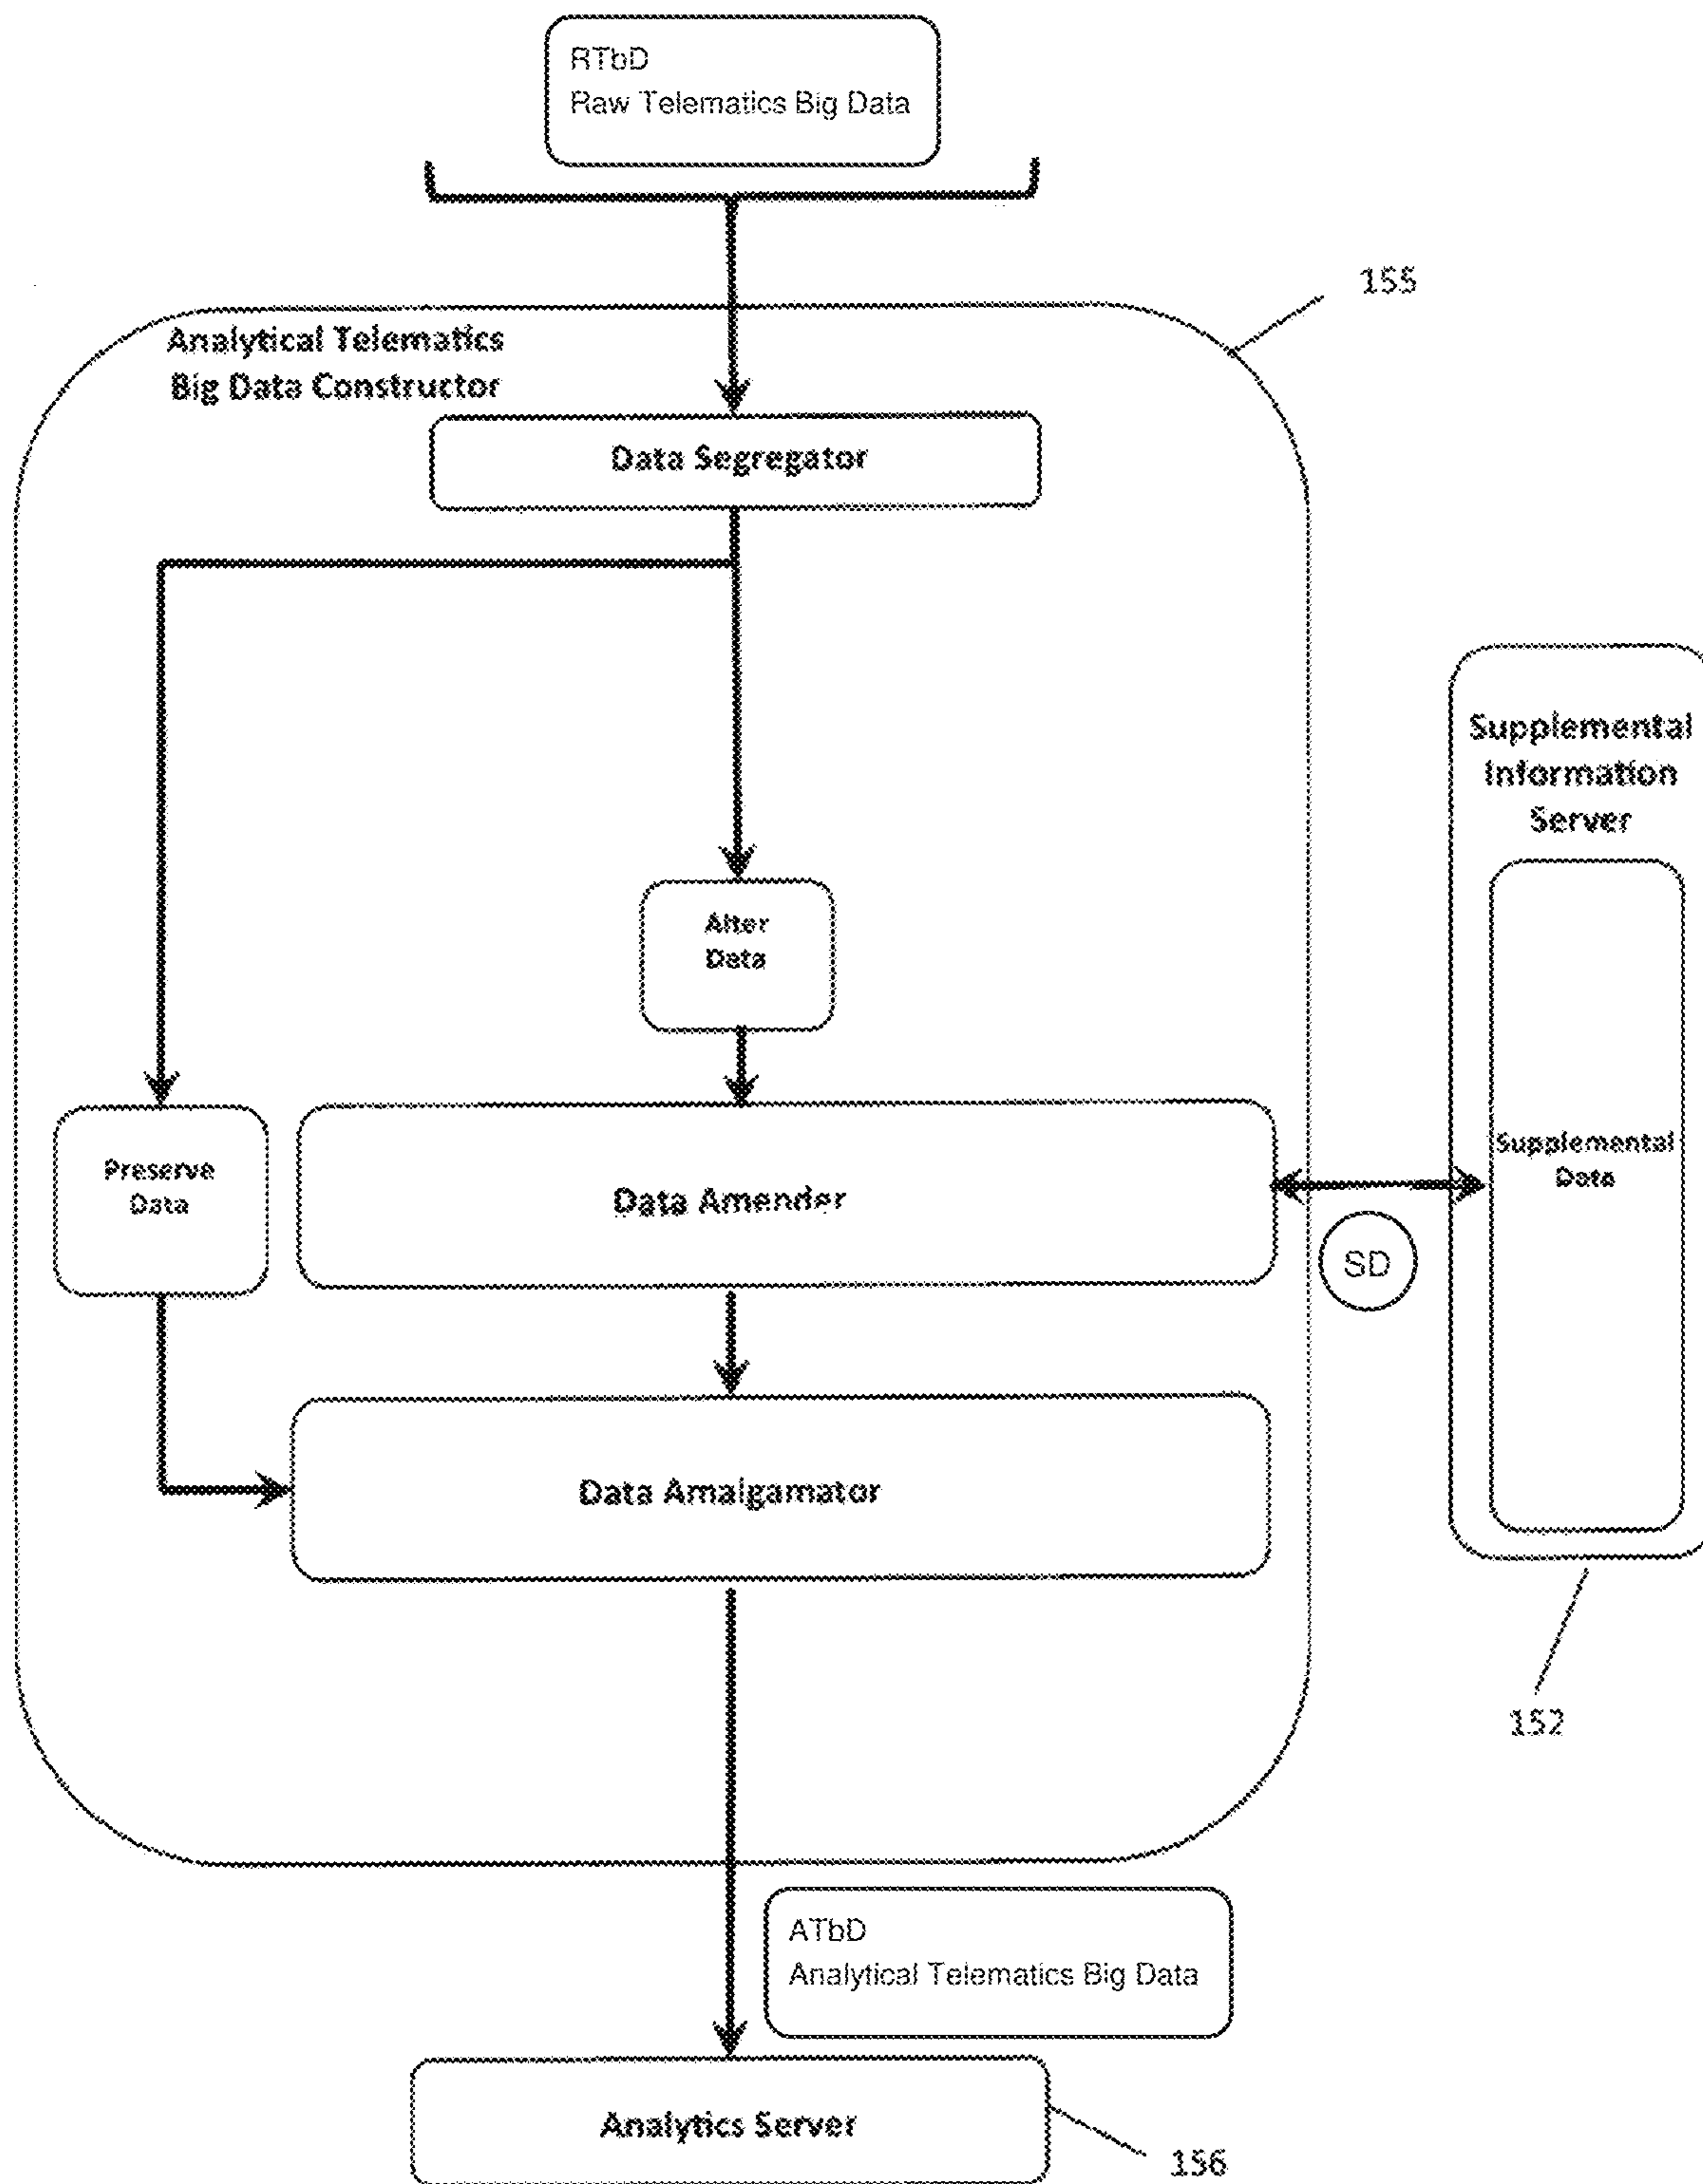 RTbD
Raw Telematics Big Data
155
Analytical Telematics
Big Data Constructor
Data Segregator
Supplemental
Information
Server
Alter
Data
Preserve
Data
Data Amender
Supplemental
Data
SD
Data Amalgamator
152
ATbD
Analytical Telematics Big Data
Analytics Server
156